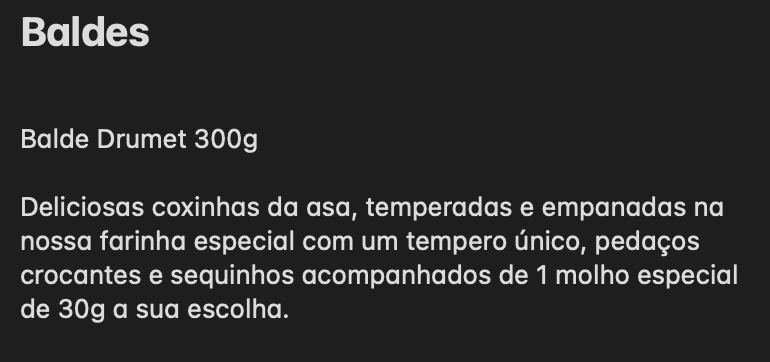 Baldes
Balde Drumet 300g
Deliciosas coxinhas da asa, temperadas e empanadas na
nossa farinha especial com um tempero único, pedaços
crocantes e sequinhos acompanhados de 1 molho especial
de 30g a sua escolha.